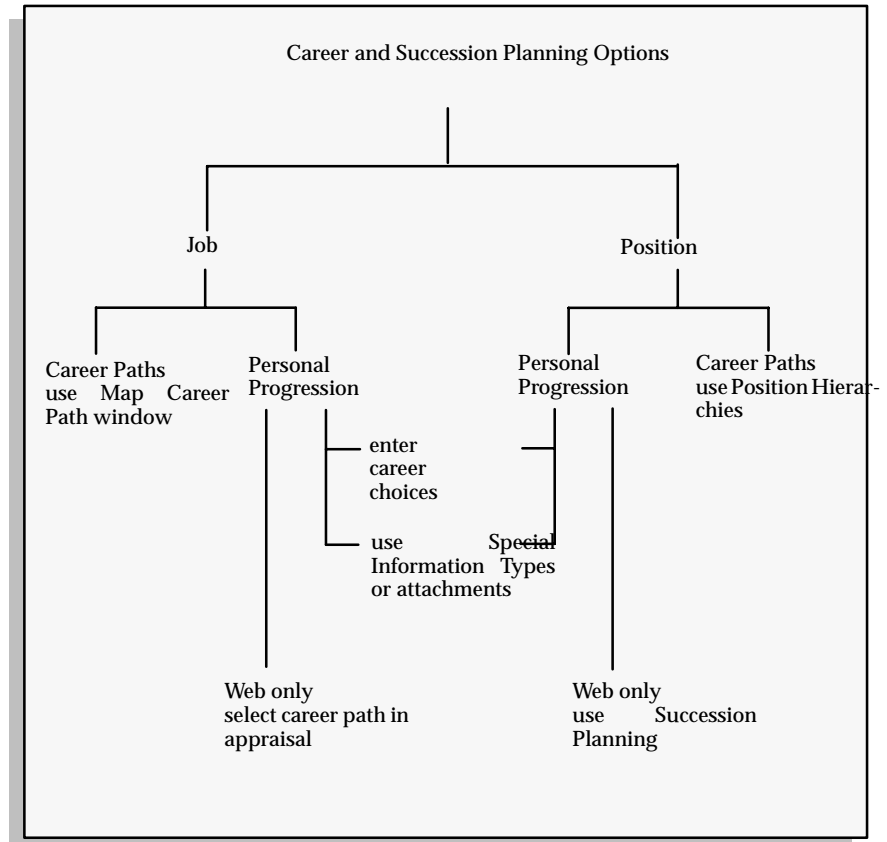 Career and Succession Planning Options
Job
Position
Career Paths
use Map Career
Path window
Personal
Progression
Personal
Progression
Career Paths
use Position Hierar-
chies
enter
career
choices
use Special
Information Types
or attachments
Web only
select career path in
appraisal
Web only
use Succession
Planning